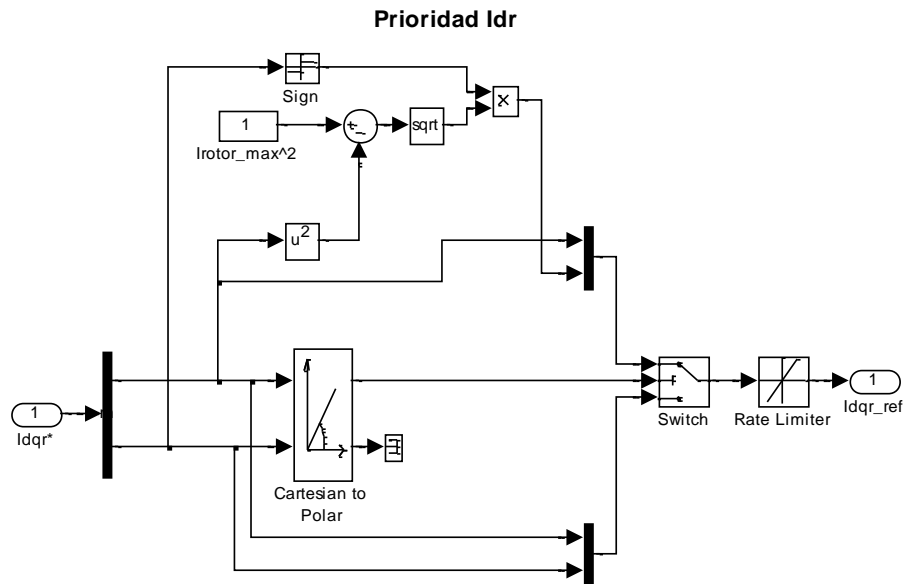 Prioridad Idr
Sign
1
Irotor_max^2
sqrt
u²
1
Idqr*
Cartesian to
Polar
Switch
Rate Limiter
1
Idqr_ref